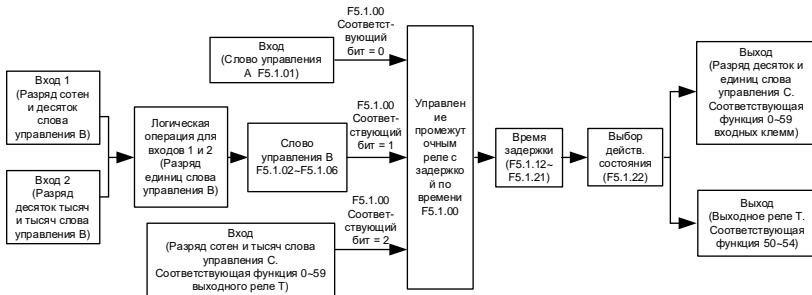 Вход 1
(Разряд сотен
и десяток
слова
управления B)
Вход 2
(Разряд
десяток тысяч
и тысяч слова
управления B)
Логическая
операция для
входов 1 и 2
(Разряд
единиц слова
управления B)
Вход
(Слово управления
A F5.1.01)
Слово
управления B
F5.1.02~F5.1.06
Вход
(Разряд сотен и тысяч слова
управления C.
Соответствующая функция 0~59
выходного реле T)
F5.1.00
Соответст-
вующий
бит = 0
F5.1.00
Соответст-
вующий
бит = 1
F5.1.00
Соответст-
вующий
бит = 2
Управлен
ие
промежут
очным
реле с
задержко
й по
времени
F5.1.00
Время
задержки
(F5.1.12~
F5.1.21)
Выбор
действ.
состояния
(F5.1.22)
Выход
(Разряд десяток и
единиц слова
управления C.
Соответствующая
функция 0~59
входных клемм)
Выход
(Выходное реле T.
Соответствующая
функция 50~54)